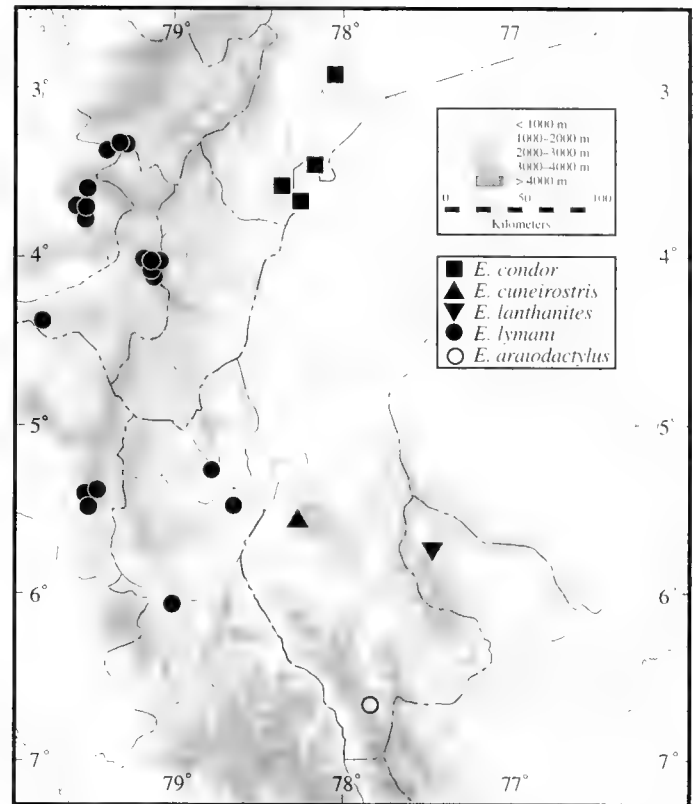 79
78
77
3°
3
< 1000 m
1000–2000 m
2000–3000 m
3000–4000 m
> 4000 m
0 50 100
Kilometers
4°
4°
E. condor
E. cuneirostris
E. lanthanites
E. lymani
E. araiodactylus
5°
5°
6°
6°
7°
7°
79°
78°
77°